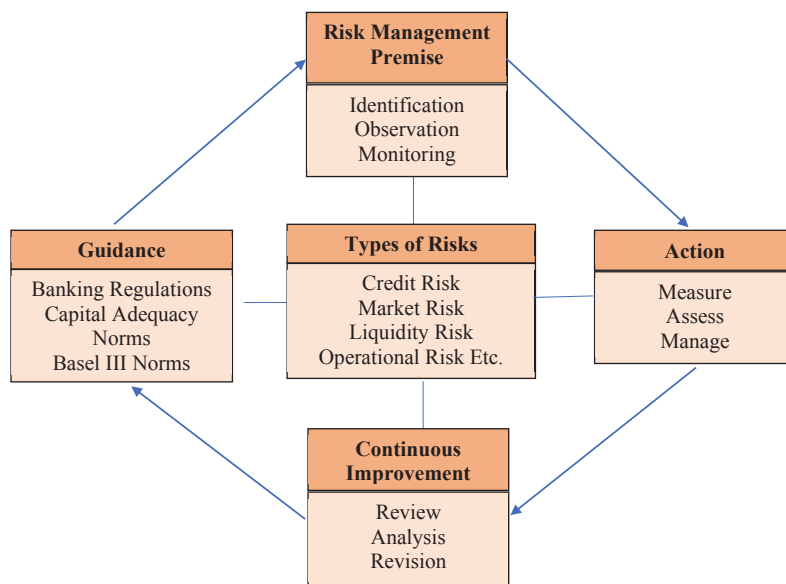 Risk Management
Premise
Identification
Observation
Monitoring
Guidance
Banking Regulations
Capital Adequacy
Norms
Basel III Norms
Types of Risks
Credit Risk
Market Risk
Liquidity Risk
Operational Risk Etc.
Action
Measure
Assess
Manage
Continuous
Improvement
Review
Analysis
Revision